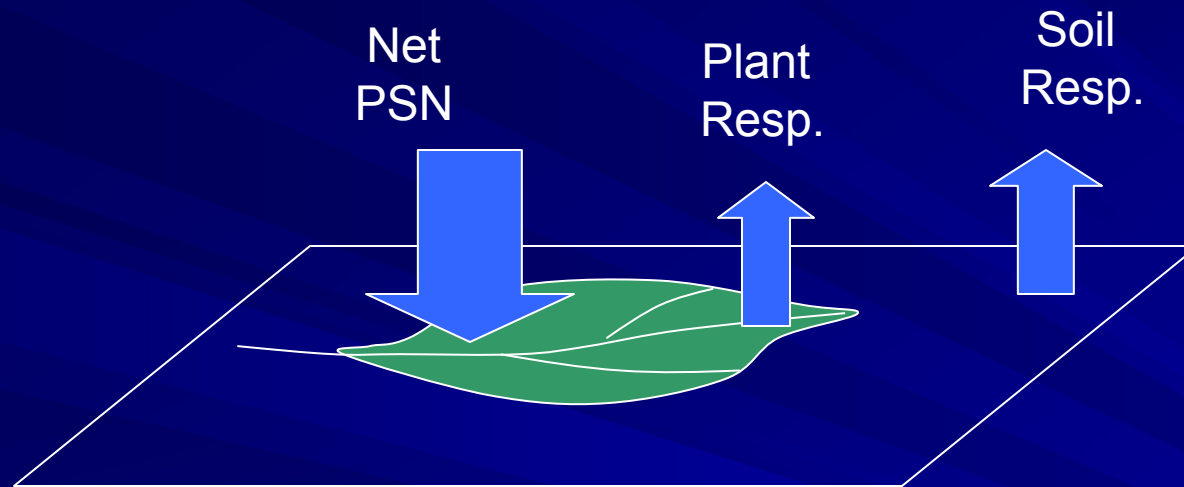 Net
PSN
Plant
Resp.
Soil
Resp.